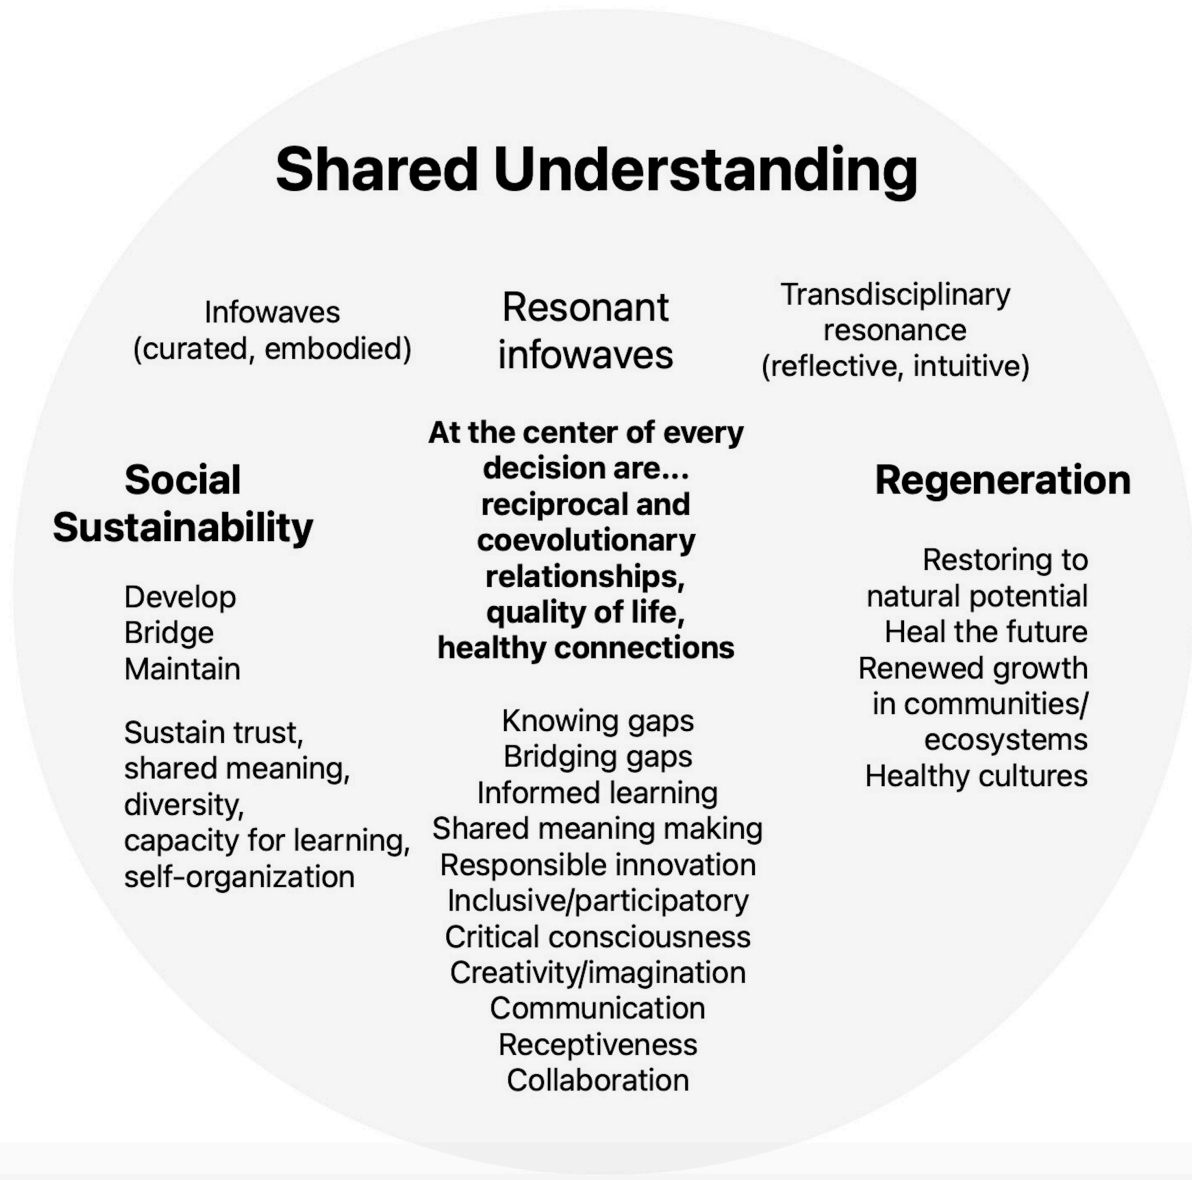 Shared Understanding
Infowaves
(curated, embodied)
Resonant
infowaves
Transdisciplinary
resonance
(reflective, intuitive)
Social
Sustainability
Develop
Bridge
Maintain
Sustain trust,
shared meaning,
diversity,
capacity for learning,
self-organization
At the center of every
decision are...
reciprocal and
coevolutionary
relationships,
quality of life,
healthy connections
Knowing gaps
Bridging gaps
Informed learning
Shared meaning making
Responsible innovation
Inclusive/participatory
Critical consciousness
Creativity/imagination
Communication
Receptiveness
Collaboration
Regeneration
Restoring to
natural potential
Heal the future
Renewed growth
in communities/
ecosystems
Healthy cultures